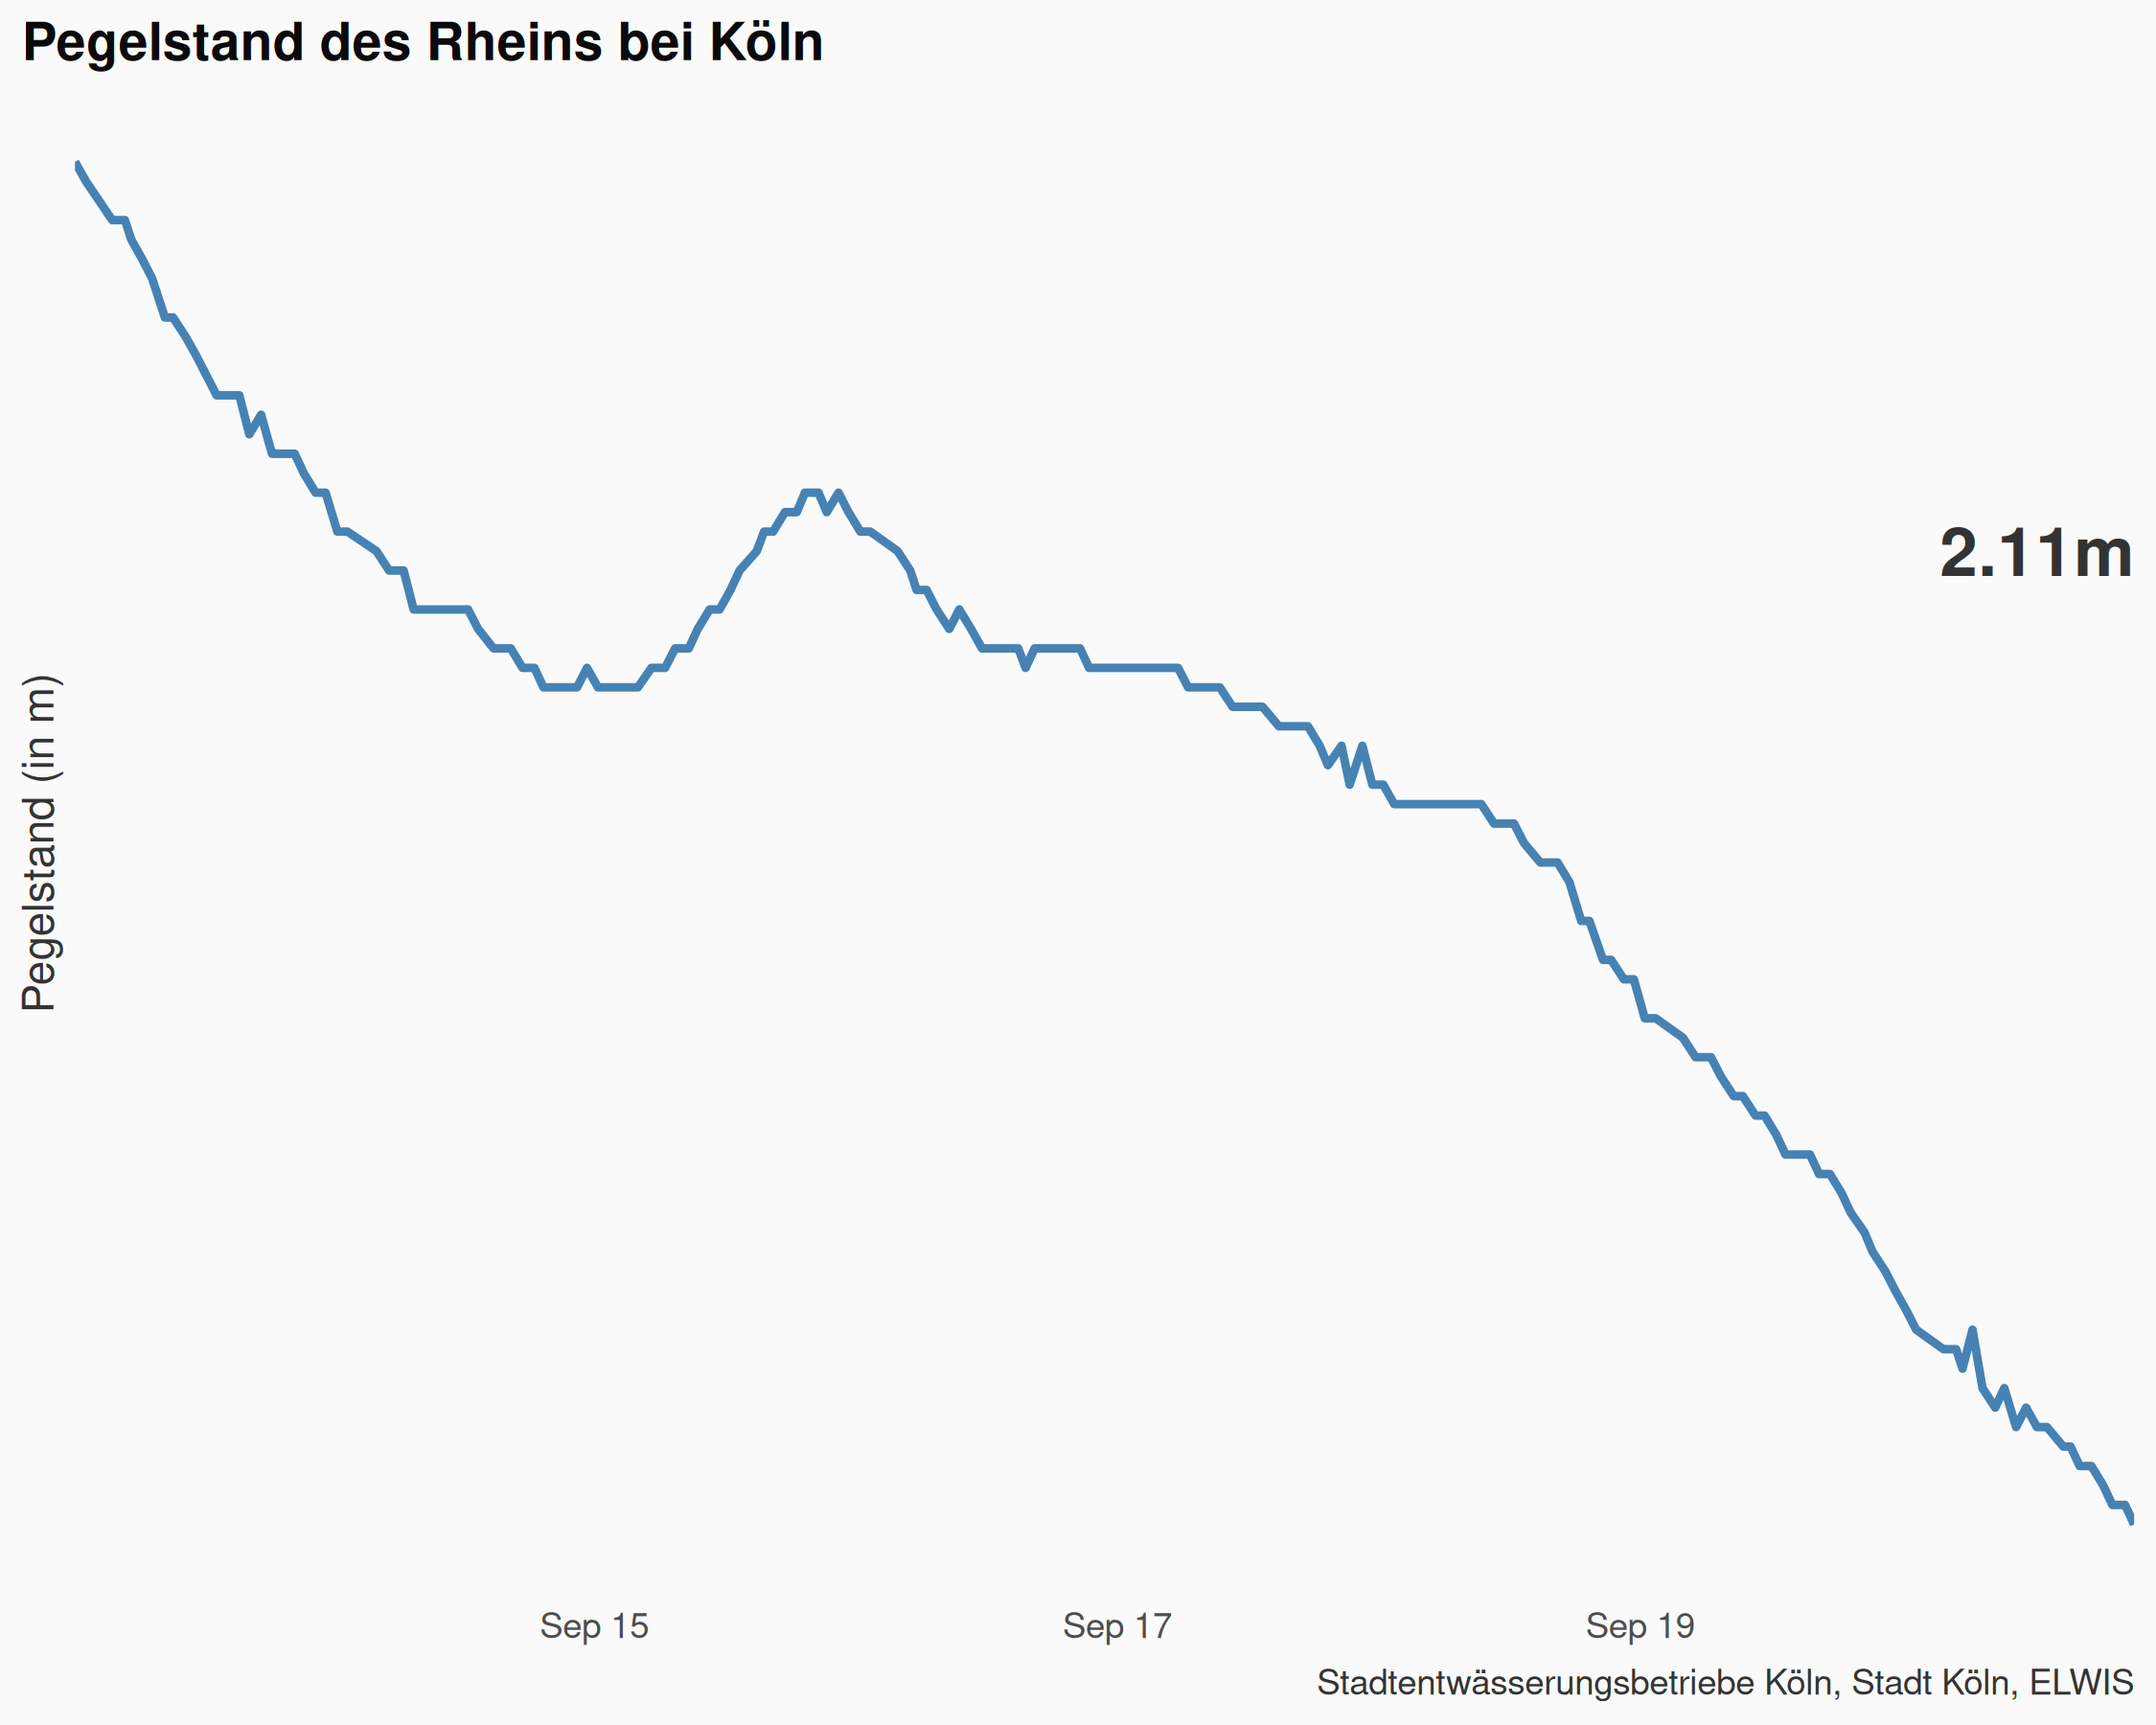 Pegelstand des Rheins bei Köln
2.11m
Pegelstand (in m)
Sep 15
Sep 17
Sep 19
Stadtentwässerungsbetriebe Köln, Stadt Köln, ELWIS